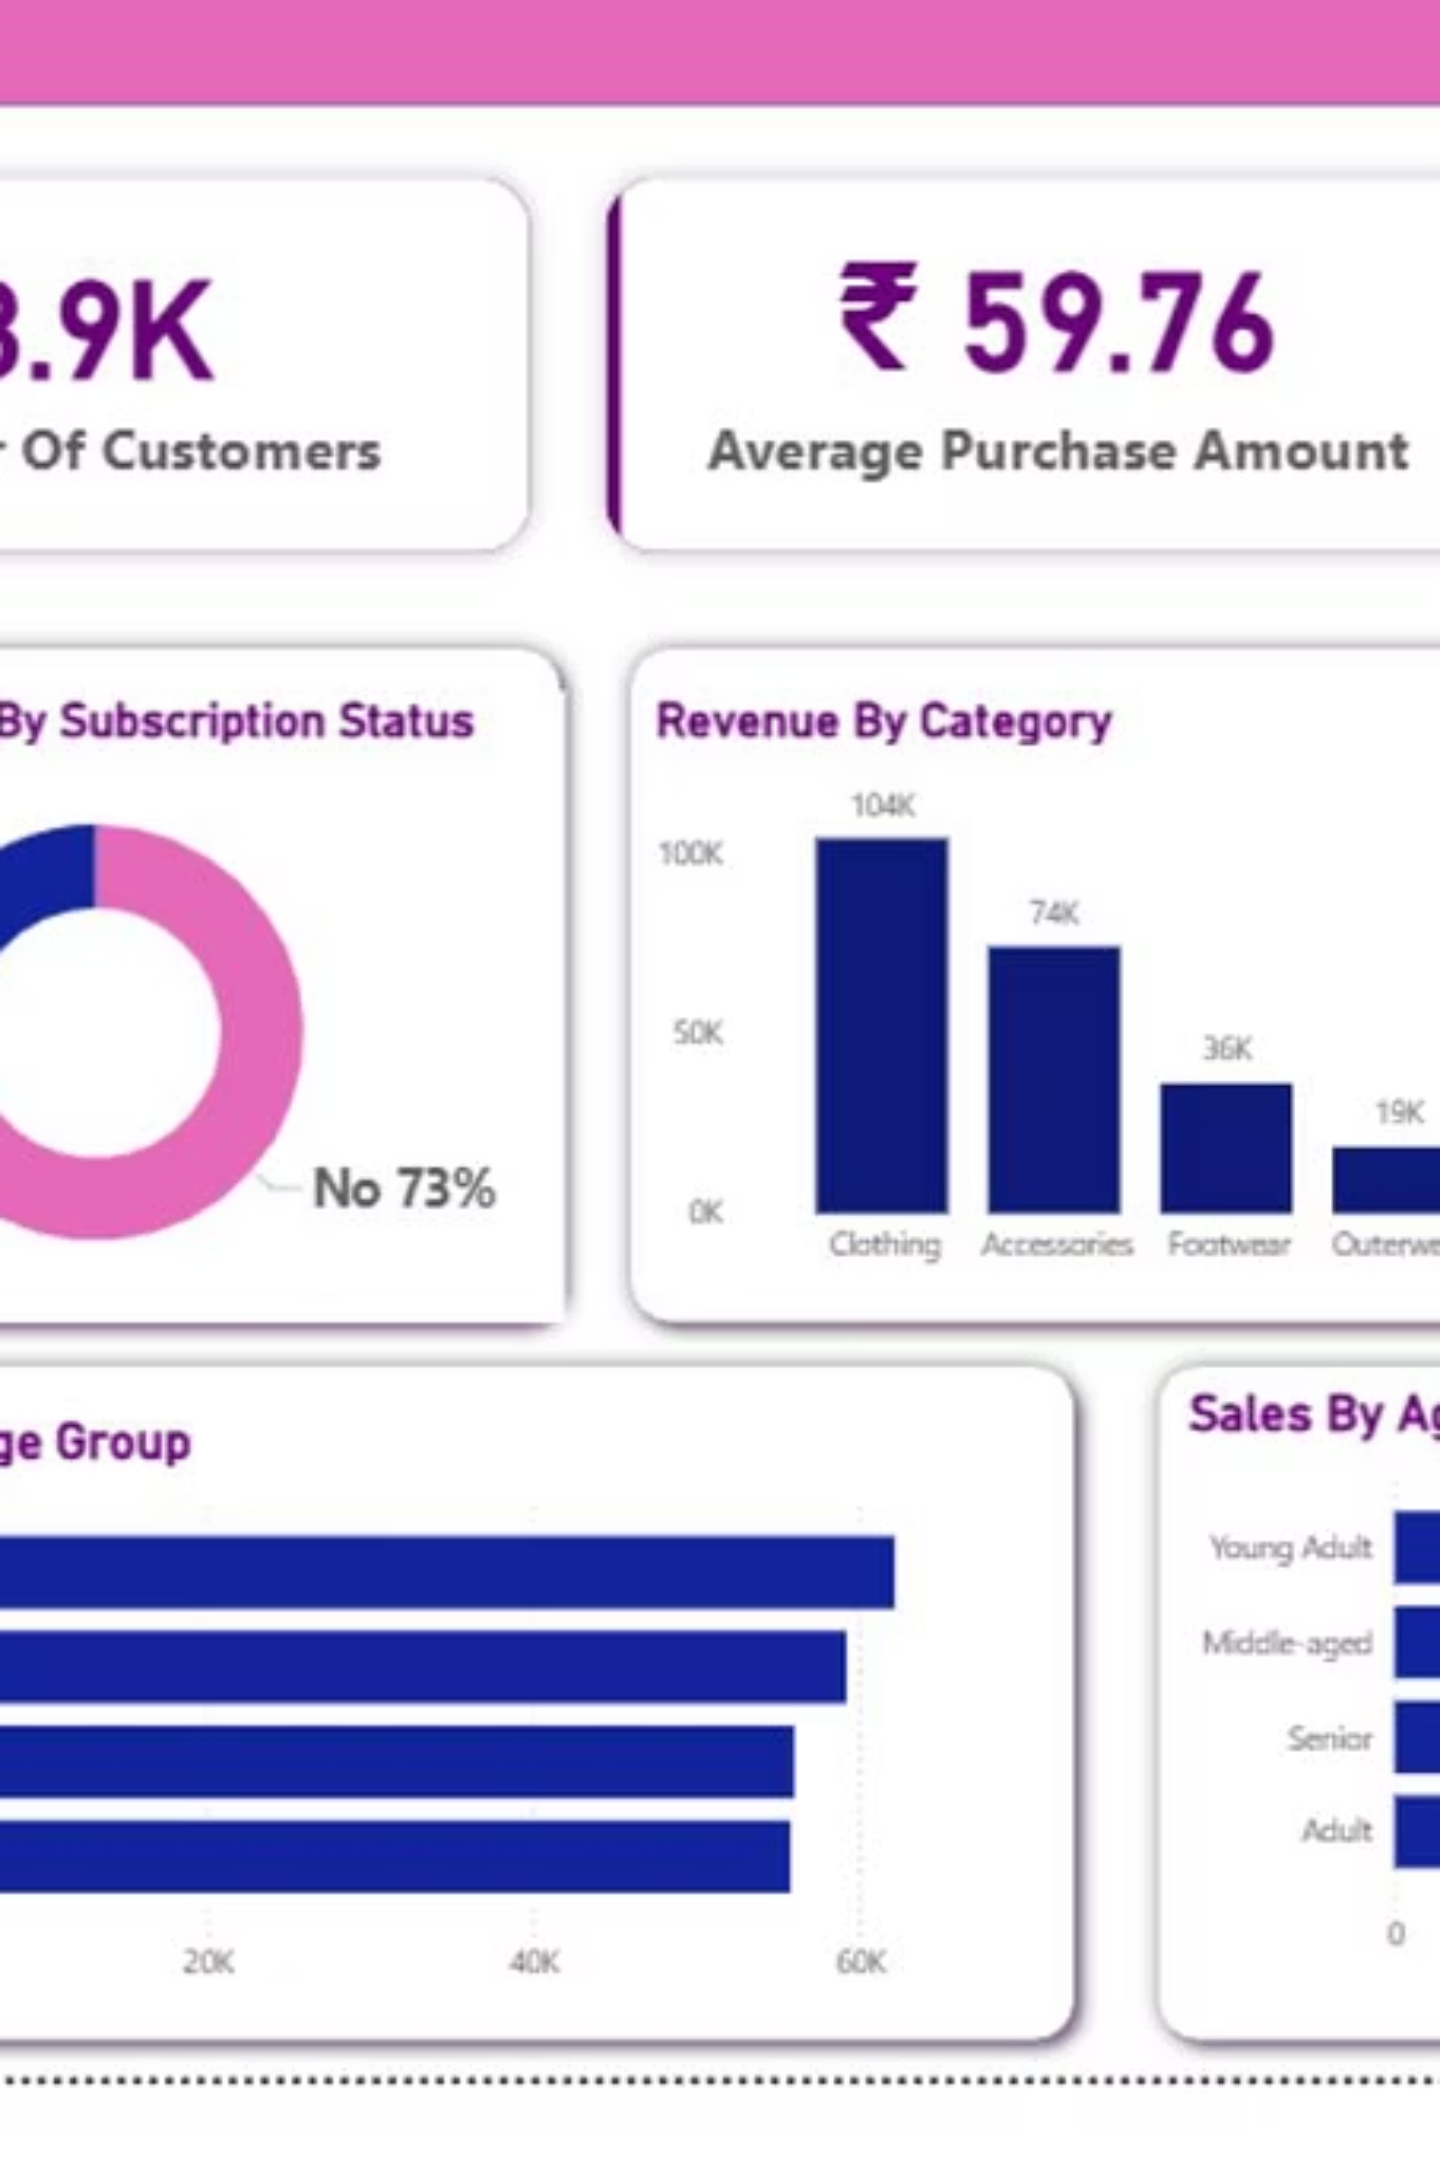 3.9K
Of Customers
₹ 59.76
Average Purchase Amount
By Subscription Status
No 73%
Revenue By Category
104K
100K
74K
50K
36K
19K
0K
Clothing Accessories Footwear Outerwe
ge Group
20K 40K 60K
Sales By Ag
Young Adult
Middle-aged
Senior
Adult
0